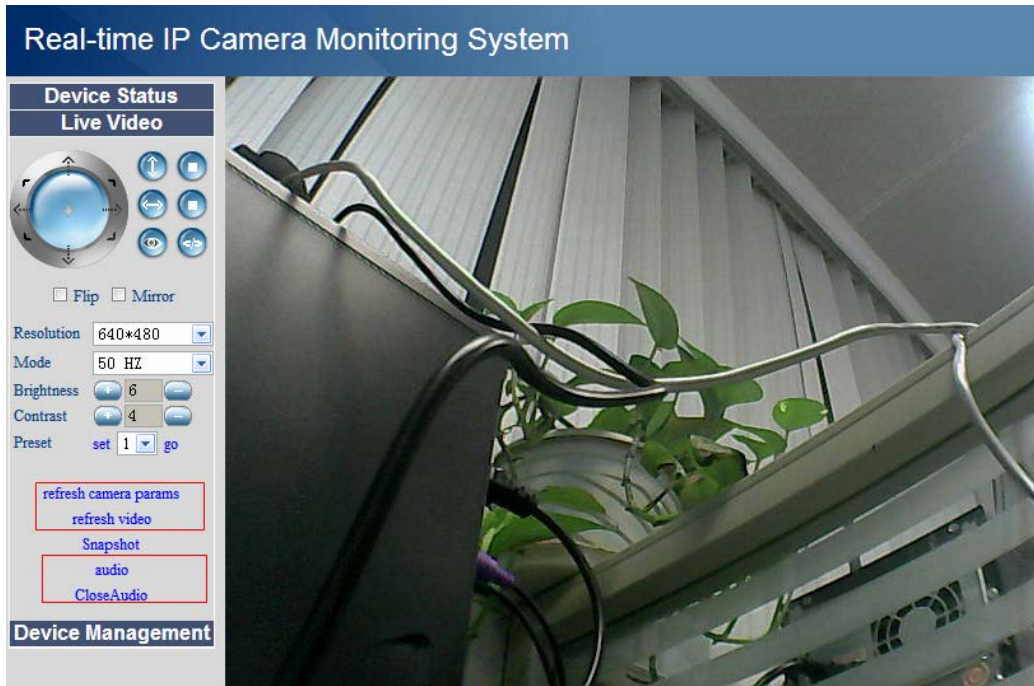 Real-time IP Camera Monitoring System
Device Status
Live Video
Flip Mirror
Resolution 640*480
Mode 50 HZ
Brightness + 6 -
Contrast + 4 -
Preset set 1 go
refresh camera params
refresh video
Snapshot
audio
CloseAudio
Device Management